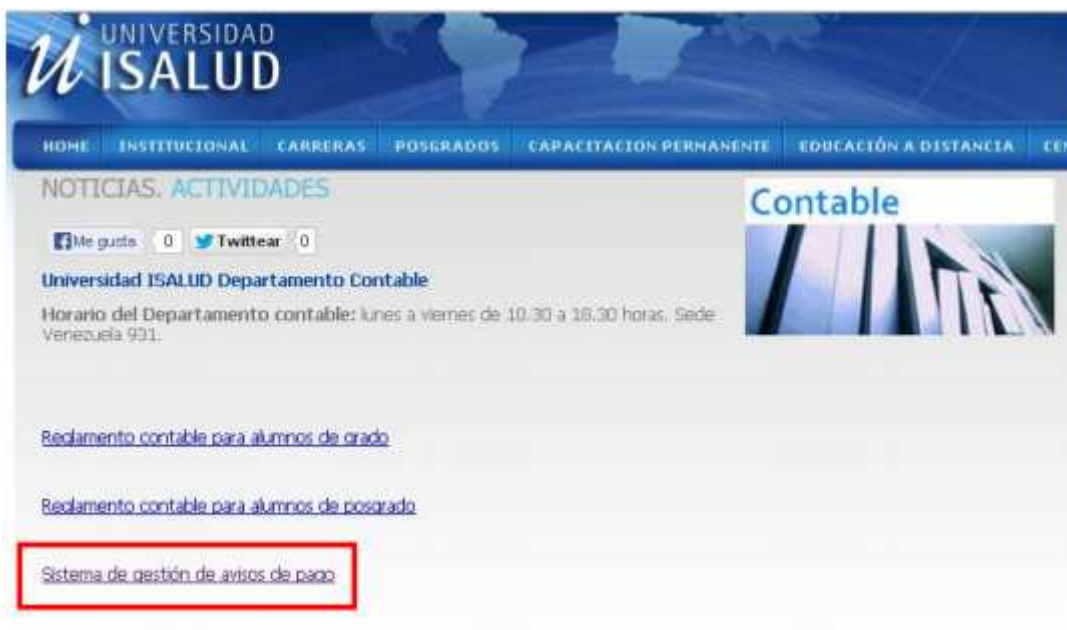 UNIVERSIDAD
ISALUD
HOME INSTITUCIONAL CARRERAS POSGRADOS CAPACITACION PERMANENTE EDUCACIÓN A DISTANCIA CEN
NOTICIAS. ACTIVIDADES
Contable
Me gusta 0 Twittear 0
Universidad ISALUD Departamento Contable
Horario del Departamento contable: lunes a viernes de 10.30 a 18.30 horas. Sede
Venezuela 931.
Reglamento contable para alumnos de grado
Reglamento contable para alumnos de posgrado
Sistema de gestión de avisos de pago